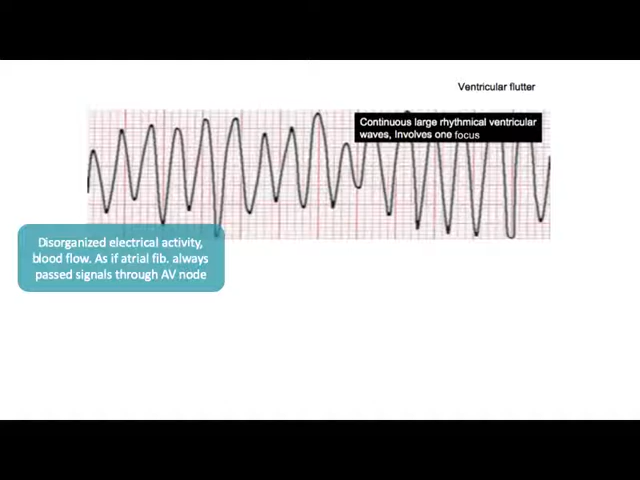 Ventricular flutter
Continuous large rhythmical ventricular
waves, Involves one focus
Disorganized electrical activity,
blood flow. As if atrial fib. always
passed signals through AV node